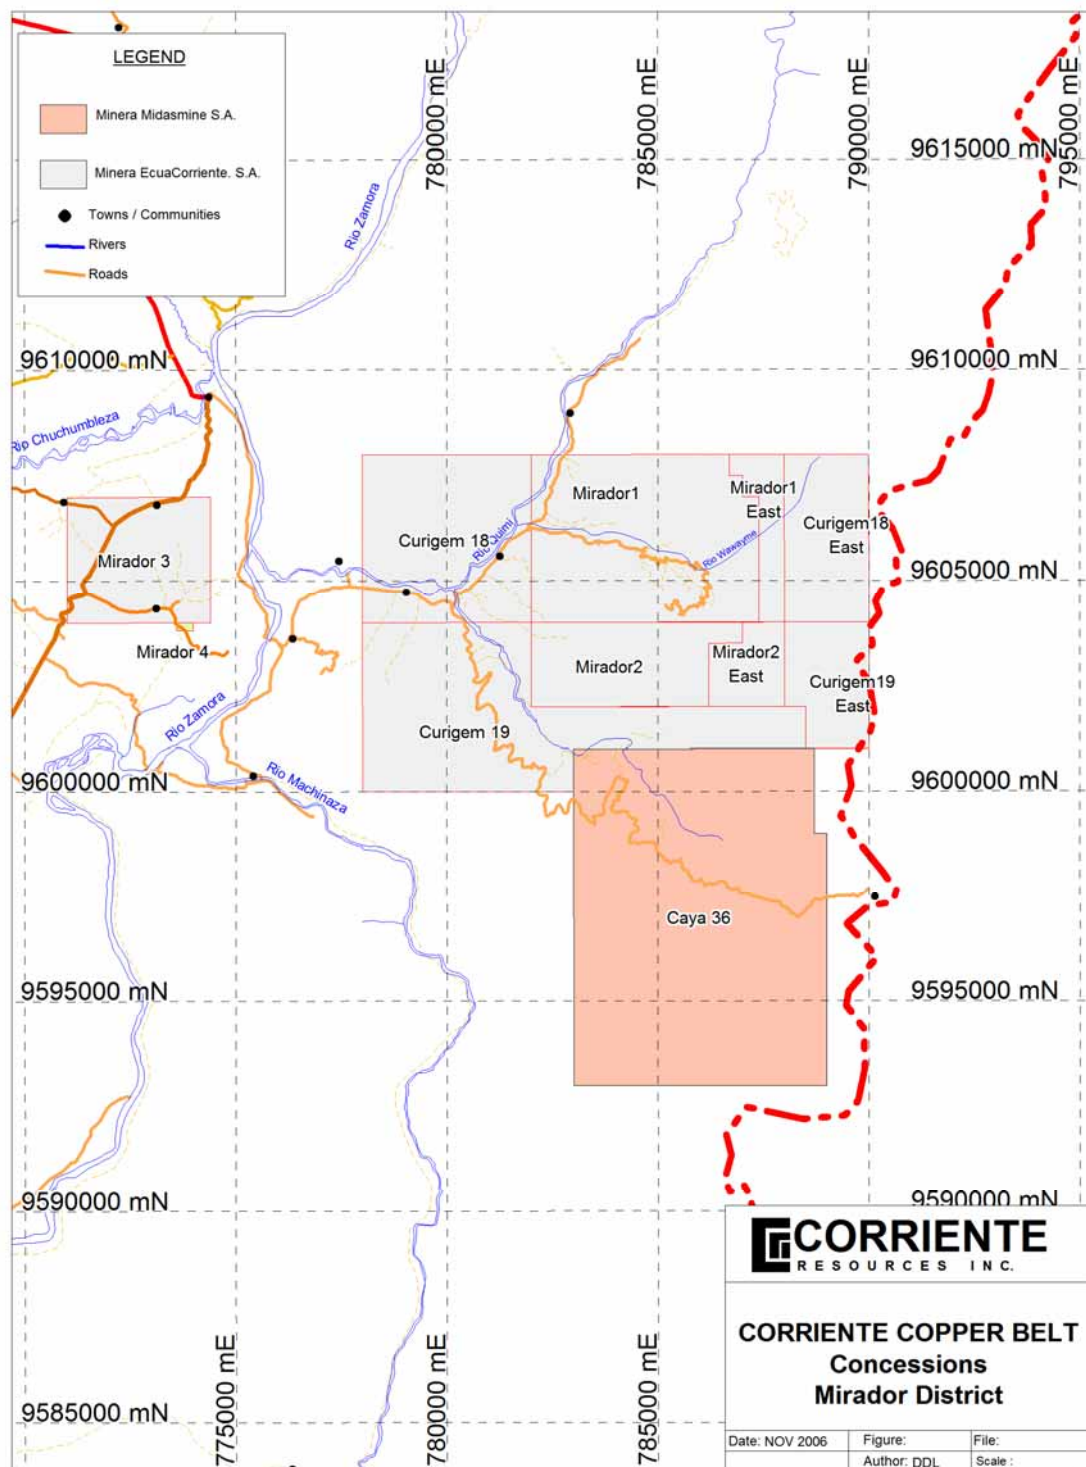 LEGEND
Minera Midasmine S.A.
Minera EcuaCorriente. S.A.
Towns / Communities
Rivers
Roads
780000 mE
785000 mE
790000 mE
795000 mE
9615000 mN
Rio Zamora
9610000 mN
9610000 mN
Rio Chuchumbleza
Mirador1
Mirador1
East
Curigem18
East
Curigem 18
Rio Quimi
Rio Wawayme
Mirador 3
9605000 mN
Mirador 4
Mirador2
Mirador2
East
Curigem19
East
Rio Zamora
Curigem 19
Rio Machinaza
9600000 mN
9600000 mN
Caya 36
9595000 mN
9595000 mN
9590000 mN
9590000 mN
CORRIENTE
RESOURCES INC.
CORRIENTE COPPER BELT
Concessions
Mirador District
775000 mE
780000 mE
785000 mE
9585000 mN
Date: NOV 2006
Figure:
File:
Author: DDL
Scale :